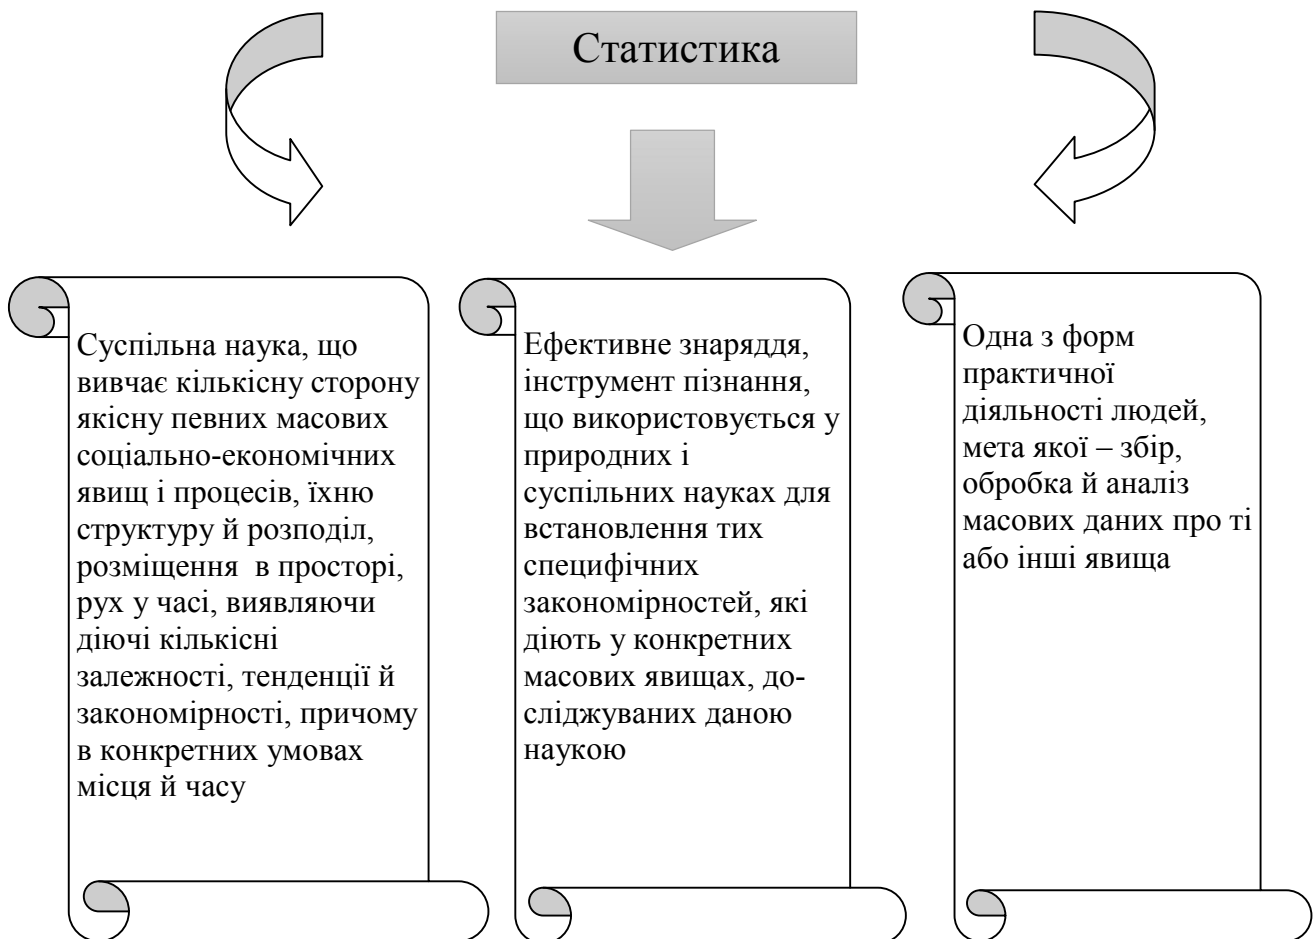 Статистика
Суспільна наука, що
вивчає кількісну сторону
якісну певних масових
соціально-економічних
явищ і процесів, їхню
структуру й розподіл,
розміщення  в просторі,
рух у часі, виявляючи
діючі кількісні
залежності, тенденції й
закономірності, причому
в конкретних умовах
місця й часу
Ефективне знаряддя,
інструмент пізнання,
що використовується у
природних і
суспільних науках для
встановлення тих
специфічних
закономірностей, які
діють у конкретних
масових явищах, до-
сліджуваних даною
наукою
Одна з форм
практичної
діяльності людей,
мета якої – збір,
обробка й аналіз
масових даних про ті
або інші явища